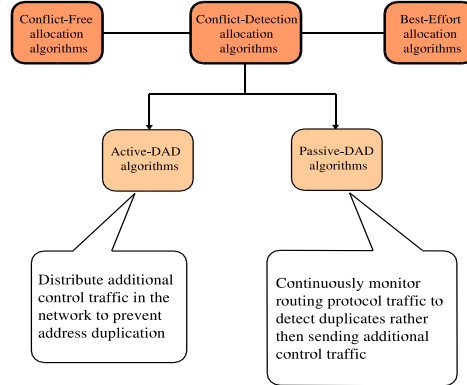 Conflict-Free
allocation
algorithms
Conflict-Detection
allocation
algorithms
Best-Effort
allocation
algorithms
Active-DAD
algorithms
Passive-DAD
algorithms
Distribute additional
control traffic in the
network to prevent
address duplication
Continuously monitor
routing protocol traffic to
detect duplicates rather
then sending additional
control traffic